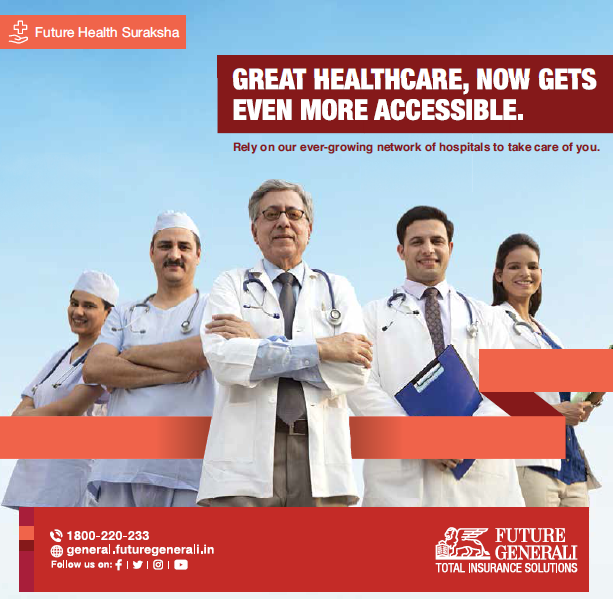 Future Health Suraksha
GREAT HEALTHCARE, NOW GETS
EVEN MORE ACCESSIBLE.
Rely on our ever-growing network of hospitals to take care of you.
1800-220-233
general.futuregenerali.in
Follow us on:
FUTURE
GENERALI
TOTAL INSURANCE SOLUTIONS